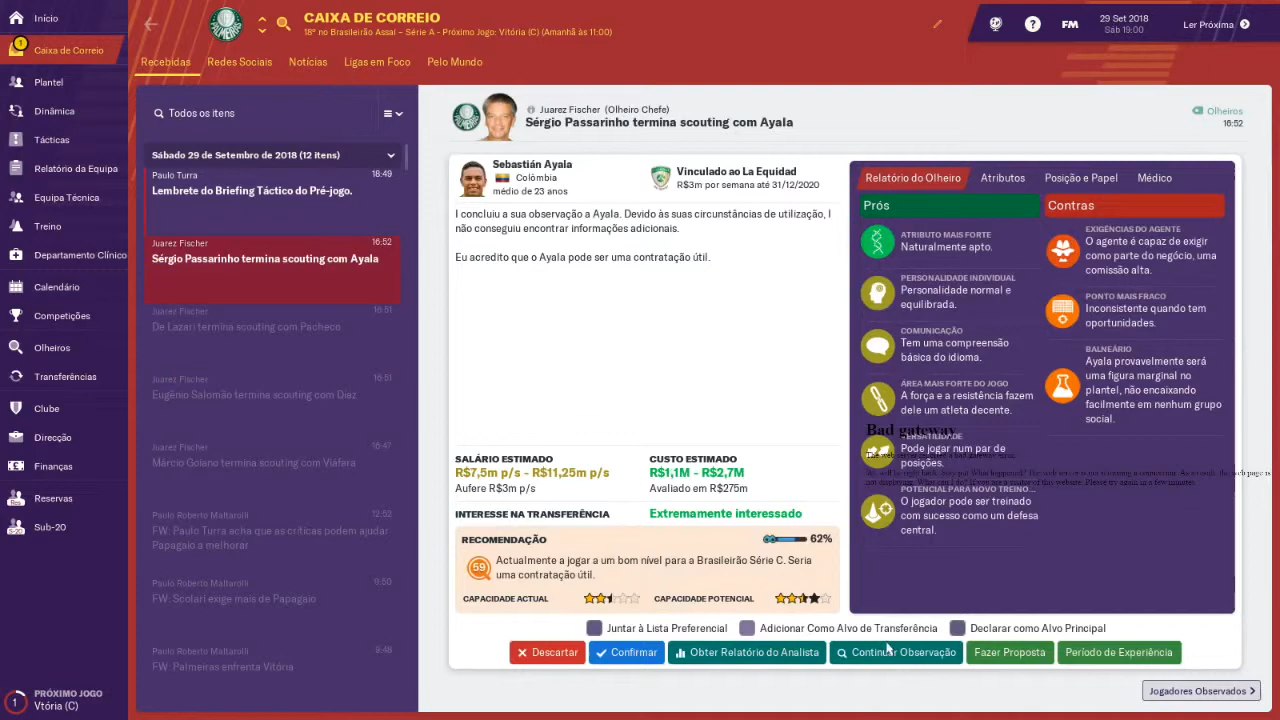 Início
Caixa de Correio
1
Plantel
Dinâmica
Tácticas
Relatório da Equipa
Equipa Técnica
Treino
Departamento Clínico
Calendário
Competições
Olheiros
Transferências
Clube
Direcção
Finanças
Reservas
Sub-20
1
PRÓXIMO JOGO
Vtória (C)
PALMEIRAS
CAIXA DE CORREIO
18º no Brasileirão Assaí – Série A - Próximo Jogo: Vitória (C) (Amanhã às 11:00)
?
FM
29 Set 2018
Sáb 19:00
Ler Próxima
Recebidas
Redes Sociais
Notícias
Ligas em Foco
Pelo Mundo
Todos os itens
Sábado 29 de Setembro de 2018 (12 itens)
Paulo Turra 18:49
Lembrete do Briefing Táctico do Pré-jogo.
Juarez Fischer 16:52
Sérgio Passarinho termina scouting com Ayala
Juarez Fischer 16:51
De Lazari termina scouting com Pacheco
Juarez Fischer 16:51
Eugênio Salomão termina scouting com Diaz
Juarez Fischer 16:47
Márcio Goiano termina scouting com Viáfara
Paulo Roberto Maltarolli 12:52
FW: Paulo Turra acha que as críticas podem ajudar
Papagaio a melhorar
Paulo Roberto Maltarolli 9:50
FW: Scolari exige mais de Papagaio
Paulo Roberto Maltarolli 9:48
FW: Palmeiras enfrenta Vitória
Juarez Fischer (Olheiro Chefe)
Sérgio Passarinho termina scouting com Ayala
Olheiros
16:52
Sebastián Ayala
Colômbia
médio de 23 anos
Vinculado ao La Equidad
R$3m por semana até 31/12/2020
I concluiu a sua observação a Ayala. Devido às suas circunstâncias de utilização, I
não conseguiu encontrar informações adicionais.
Eu acredito que o Ayala pode ser uma contratação útil.
SALÁRIO ESTIMADO
R$7,5m p/s - R$11,25m p/s
Aufere R$3m p/s
CUSTO ESTIMADO
R$1,1M - R$2,7M
Avaliado em R$275m
INTERESSE NA TRANSFERÊNCIA
Extremamente interessado
RECOMENDAÇÃO
62%
59
Actualmente a jogar a um bom nível para a Brasileirão Série C. Seria
uma contratação útil.
CAPACIDADE ACTUAL
CAPACIDADE POTENCIAL
Relatório do Olheiro
Atributos
Posição e Papel
Médico
Prós
ATRIBUTO MAIS FORTE
Naturalmente apto.
PERSONALIDADE INDIVIDUAL
Personalidade normal e
equilibrada.
COMUNICAÇÃO
Tem uma compreensão
básica do idioma.
ÁREA MAIS FORTE DO JOGO
A força e a resistência fazem
dele um atleta decente.
VERSATILIDADE
Pode jogar num par de
posições.
POTENCIAL PARA NOVO TREINO...
O jogador pode ser treinado
com sucesso como um defesa
central.
Contras
EXIGÊNCIAS DO AGENTE
O agente é capaz de exigir
como parte do negócio, uma
comissão alta.
PONTO MAIS FRACO
Inconsistente quando tem
oportunidades.
BALNEÁRIO
Ayala provavelmente será
uma figura marginal no
plantel, não encaixando
facilmente em nenhum grupo
social.
Bad gateway
Juntar à Lista Preferencial
Adicionar Como Alvo de Transferência
Declarar como Alvo Principal
Descartar
Confirmar
Obter Relatório do Analista
Continuar Observação
Fazer Proposta
Período de Experiência
Jogadores Observados